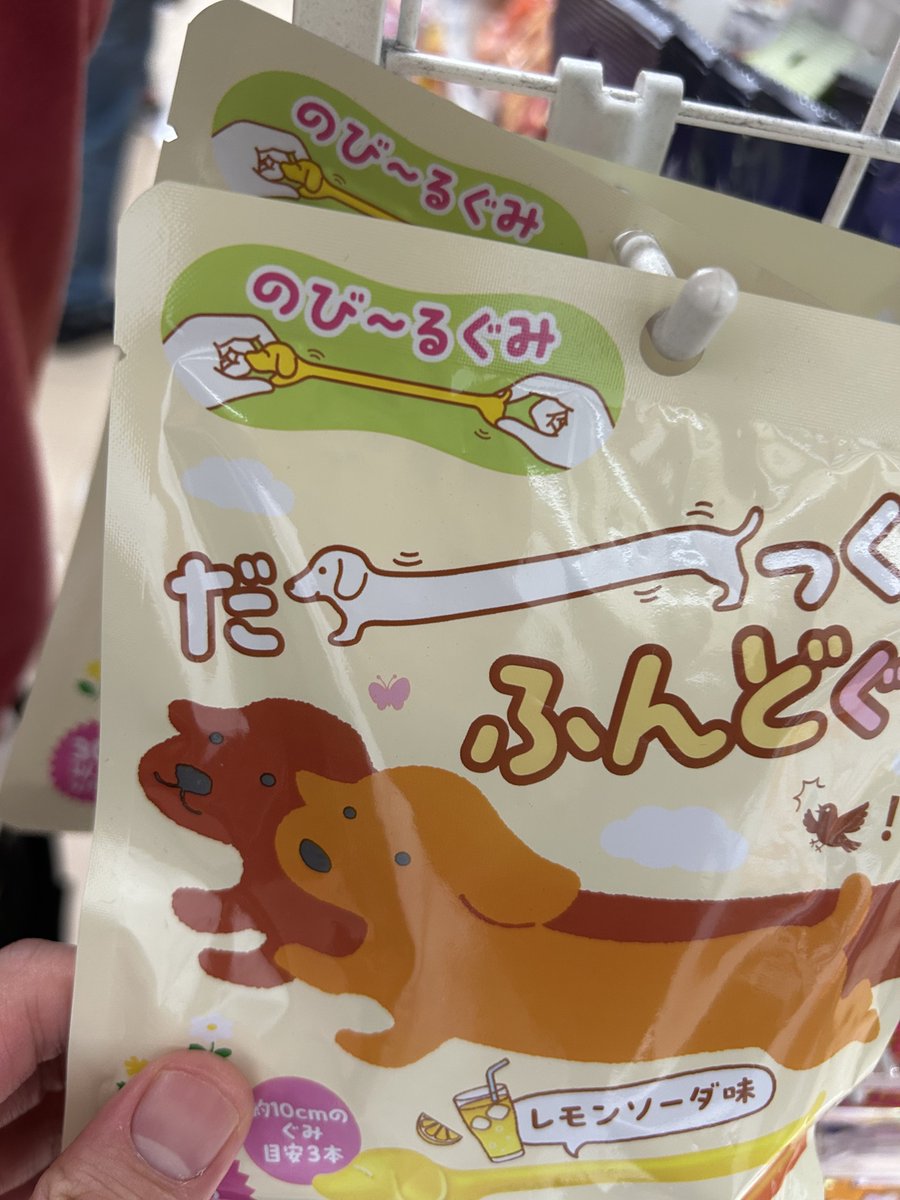 のび〜るぐみ
のび〜るぐみ
だーっく
ふんどぐ
!
レモンソーダ味
約10cmの
ぐみ
目安3本